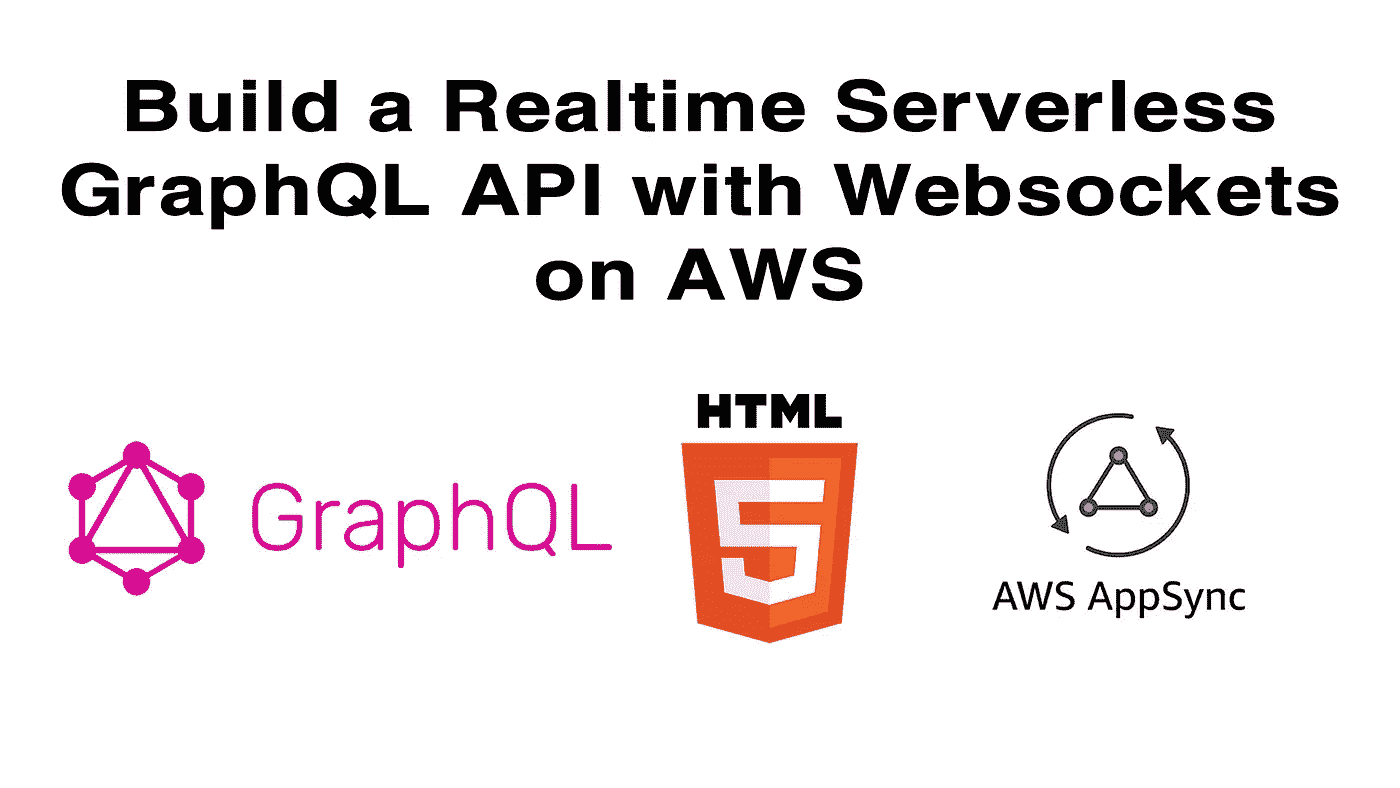 Build a Realtime Serverless
GraphQL API with Websockets
on AWS
HTML
5
GraphQL
AWS AppSync